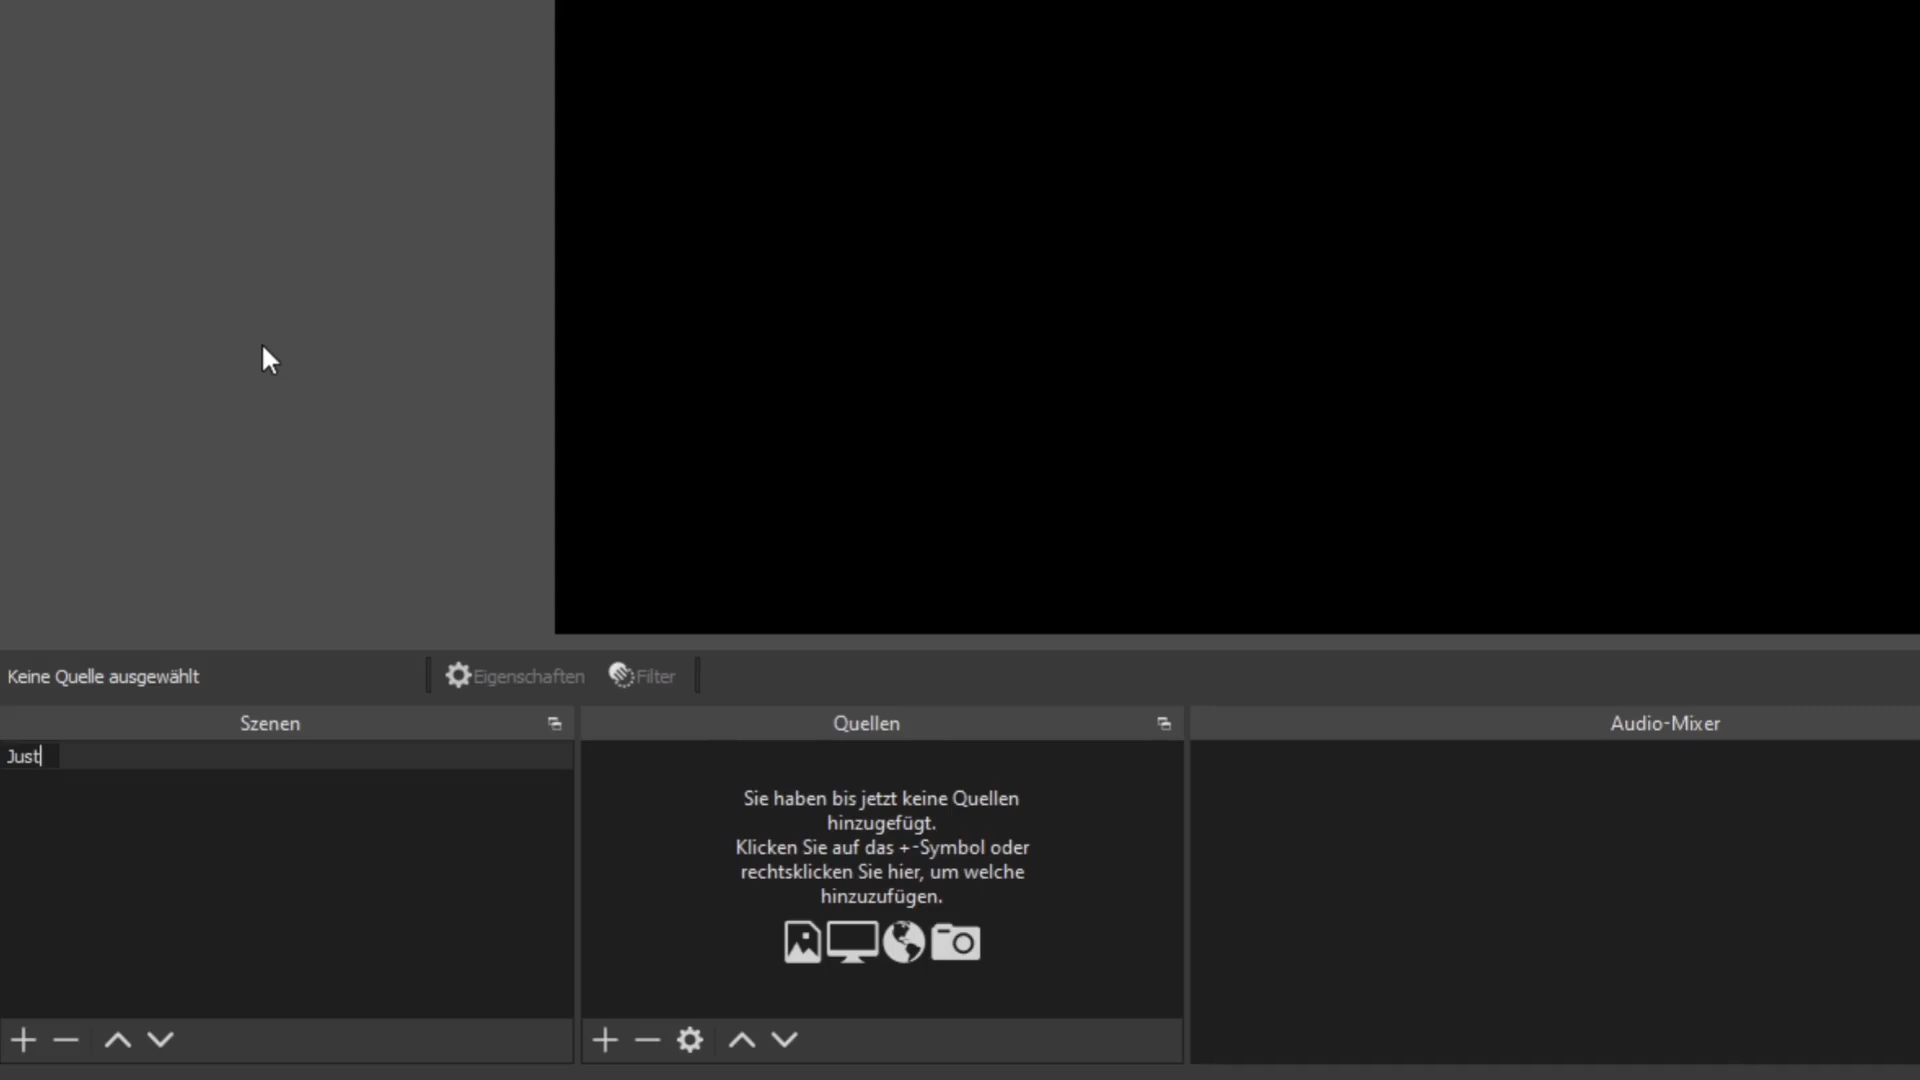 Keine Quelle ausgewählt
Eigenschaften
Filter
Szenen
Quellen
Audio-Mixer
Just
Sie haben bis jetzt keine Quellen
hinzugefügt.
Klicken Sie auf das +-Symbol oder
rechtsklicken Sie hier, um welche
hinzuzufügen.